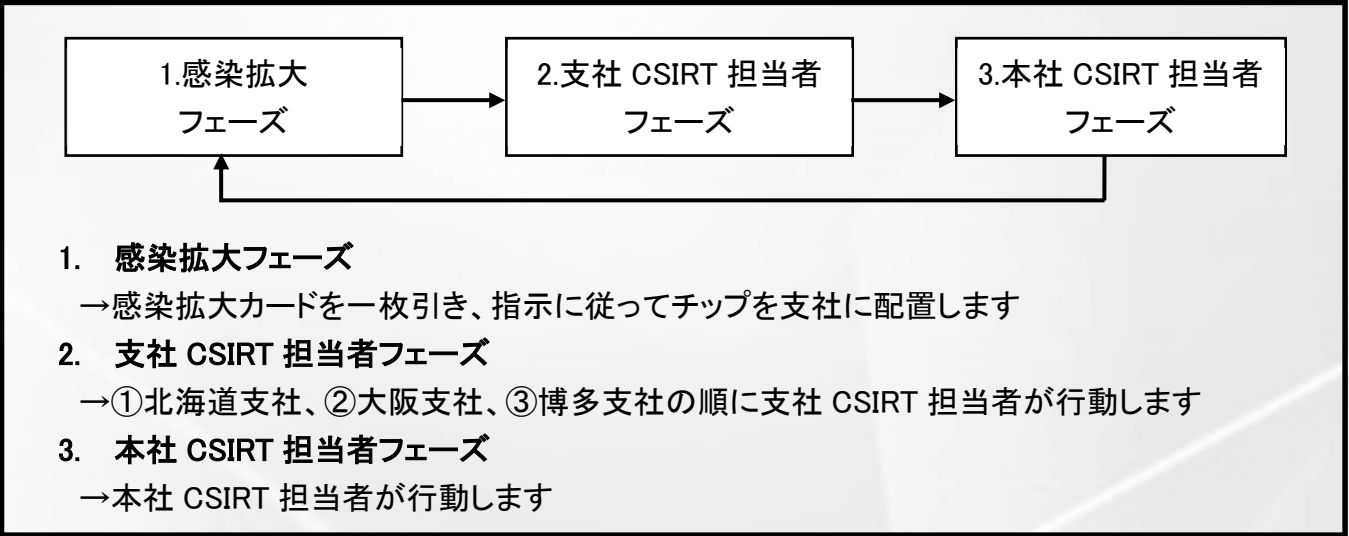 1.感染拡大
フェーズ
2.支社 CSIRT 担当者
フェーズ
3.本社 CSIRT 担当者
フェーズ
1. 感染拡大フェーズ
→感染拡大カードを一枚引き、指示に従ってチップを支社に配置します
2. 支社 CSIRT 担当者フェーズ
→①北海道支社、②大阪支社、③博多支社の順に支社 CSIRT 担当者が行動します
3. 本社 CSIRT 担当者フェーズ
→本社 CSIRT 担当者が行動します